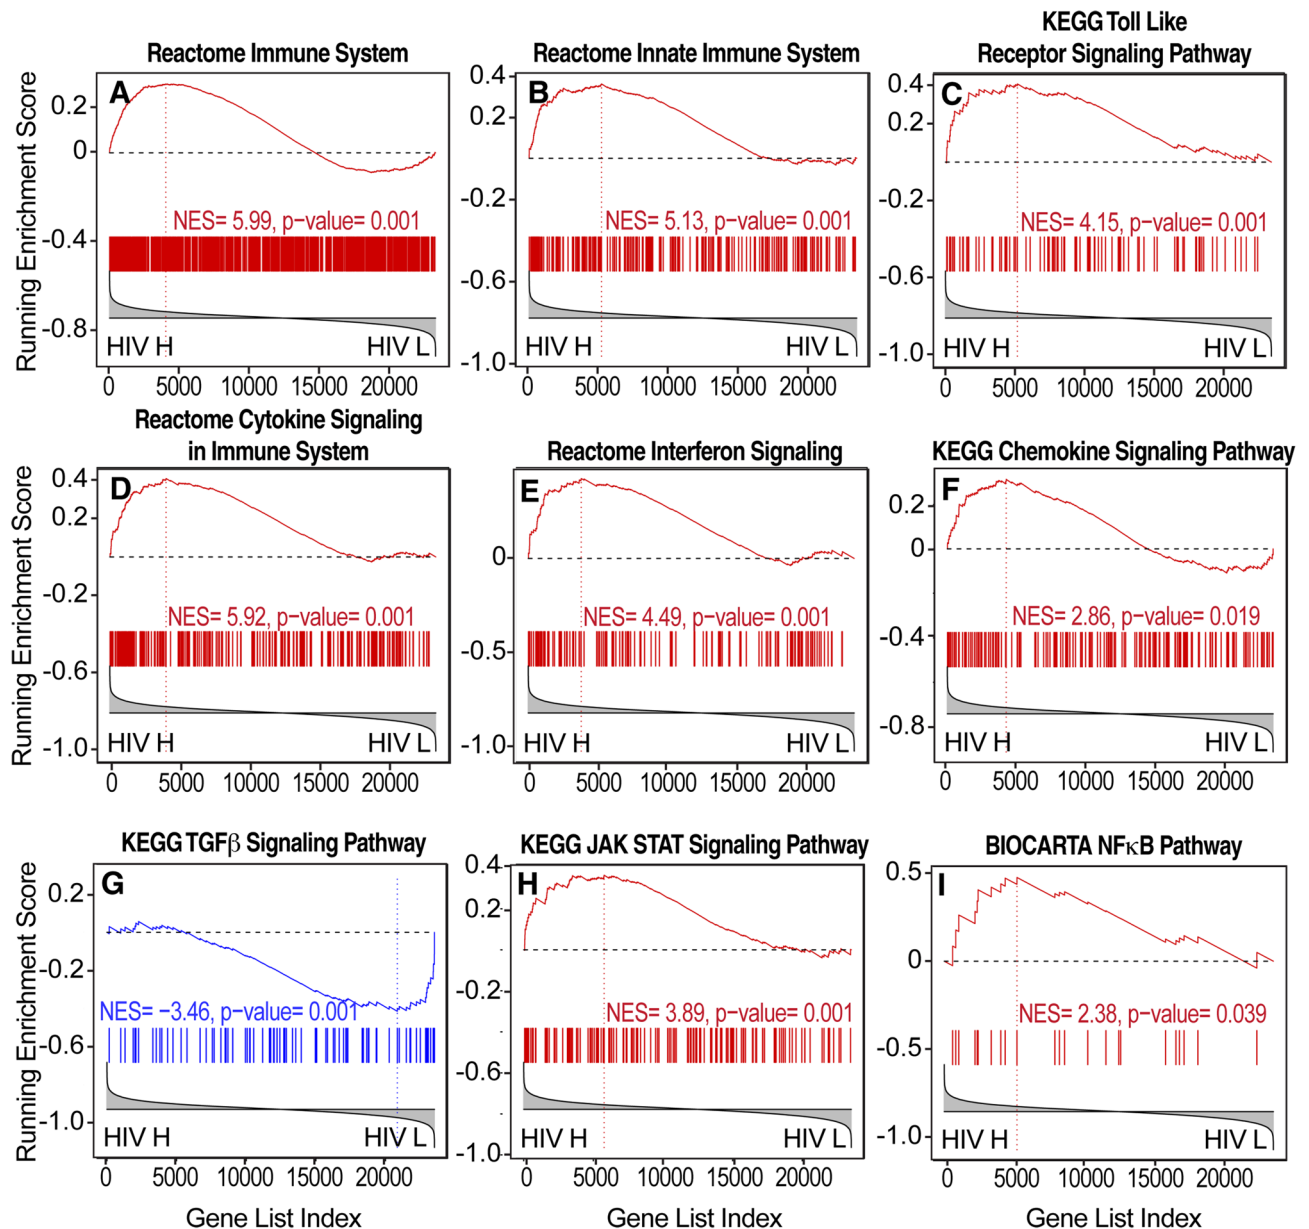 KEGG Toll Like
Reactome Immune System
Reactome Innate Immune System
Receptor Signaling Pathway
Running Enrichment Score
A
0.2
0
-0.4
-0.8
NES= 5.99, p-value= 0.001
HIV H
HIV L
0 5000 10000 15000 20000
B
0.4
0.2
-0.2
-0.6
-1.0
NES= 5.13, p-value= 0.001
HIV H
HIV L
0 5000 10000 15000 20000
C
0.4
0.2
-0.2
-0.6
-1.0
NES= 4.15, p-value= 0.001
HIV H
HIV L
0 5000 10000 15000 20000
Reactome Cytokine Signaling
in Immune System
Running Enrichment Score
D
0.4
0.2
-0.2
-0.6
-1.0
NES= 5.92, p-value= 0.001
HIV H
HIV L
0 5000 10000 15000 20000
Reactome Interferon Signaling
E
0
-0.5
-1.0
NES= 4.49, p-value= 0.001
HIV H
HIV L
0 5000 10000 15000 20000
KEGG Chemokine Signaling Pathway
F
0.2
0
-0.4
-0.8
NES= 2.86, p-value= 0.019
HIV H
HIV L
0 5000 10000 15000 20000
KEGG TGFβ Signaling Pathway
Running Enrichment Score
G
0.2
-0.2
-0.6
-1.0
NES= −3.46, p-value= 0.001
HIV H
HIV L
0 5000 10000 15000 20000
Gene List Index
KEGG JAK STAT Signaling Pathway
H
0.4
0.2
-0.2
-0.6
-1.0
NES= 3.89, p-value= 0.001
HIV H
HIV L
0 5000 10000 15000 20000
Gene List Index
BIOCARTA NFκB Pathway
I
0.5
0
-0.5
-1.0
NES= 2.38, p-value= 0.039
HIV H
HIV L
0 5000 10000 15000 20000
Gene List Index